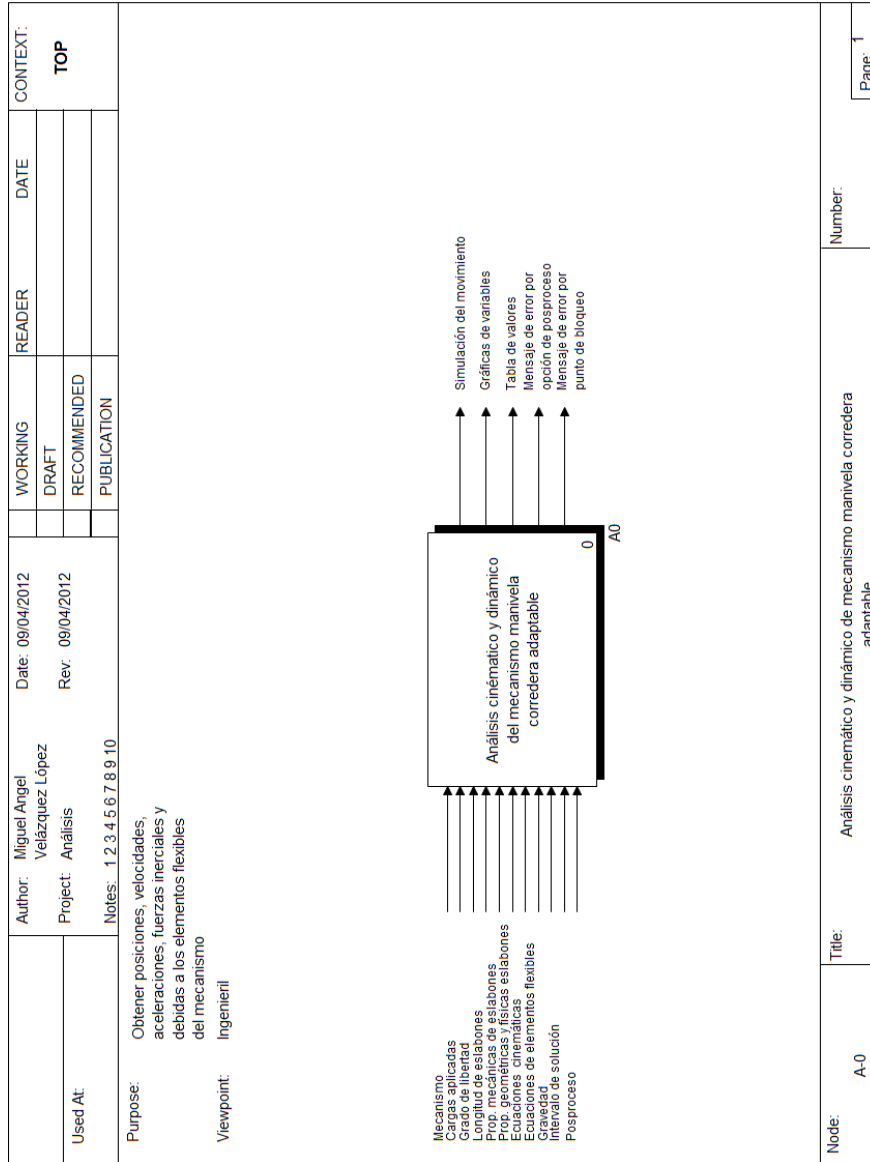 Used At:
Author: Miguel Angel
Velázquez López
Date: 09/04/2012
Project: Análisis
Rev: 09/04/2012
Notes: 1 2 3 4 5 6 7 8 9 10
WORKING
DRAFT
RECOMMENDED
PUBLICATION
READER
DATE
CONTEXT:
TOP
Purpose:
Obtener posiciones, velocidades,
aceleraciones, fuerzas inerciales y
debidas a los elementos flexibles
del mecanismo
Viewpoint:
Ingenieril
Mecanismo
Cargas aplicadas
Grado de libertad
Longitud de eslabones
Prop. mecánicas de eslabones
Prop. geométricas y físicas eslabones
Ecuaciones cinemáticas
Ecuaciones de elementos flexibles
Gravedad
Intervalo de solución
Posproceso
Análisis cinématico y dinámico
del mecanismo manivela
corredera adaptable
0
A0
Simulación del movimiento
Gráficas de variables
Tabla de valores
Mensaje de error por
opción de posproceso
Mensaje de error por
punto de bloqueo
Node:
A-0
Title:
Análisis cinemático y dinámico de mecanismo manivela corredera
adaptable
Number:
Page: 1